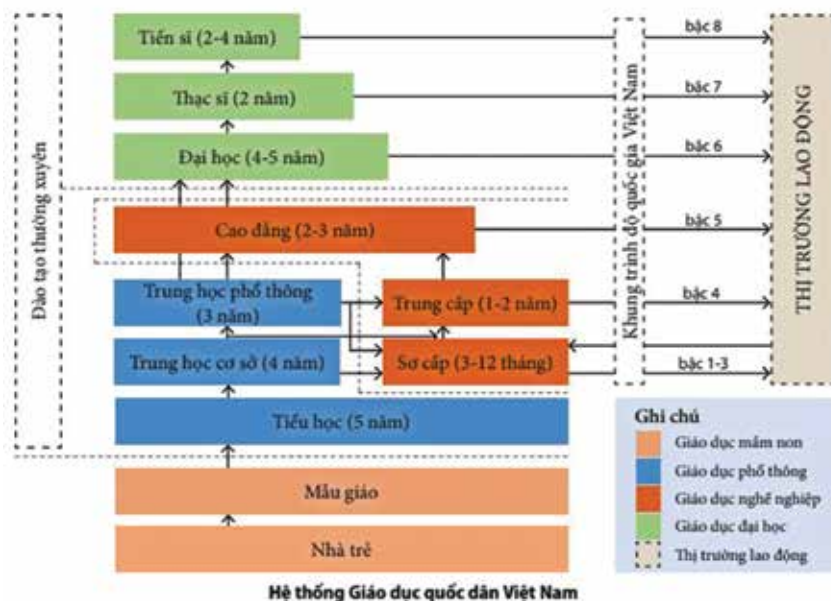 Tiến sĩ (2-4 năm)
Thạc sĩ (2 năm)
Đại học (4-5 năm)
Cao đẳng (2-3 năm)
Trung học phổ thông
(3 năm)
Trung cấp (1-2 năm)
Trung học cơ sở (4 năm)
Sơ cấp (3-12 tháng)
Tiểu học (5 năm)
Mẫu giáo
Nhà trẻ
Đào tạo thường xuyên
Khung trình độ quốc gia Việt Nam
bậc 8
bậc 7
bậc 6
bậc 5
bậc 4
bậc 1-3
THỊ TRƯỜNG LAO ĐỘNG
Ghi chú
Giáo dục mầm non
Giáo dục phổ thông
Giáo dục nghề nghiệp
Giáo dục đại học
Thị trường lao động
Hệ thống Giáo dục quốc dân Việt Nam